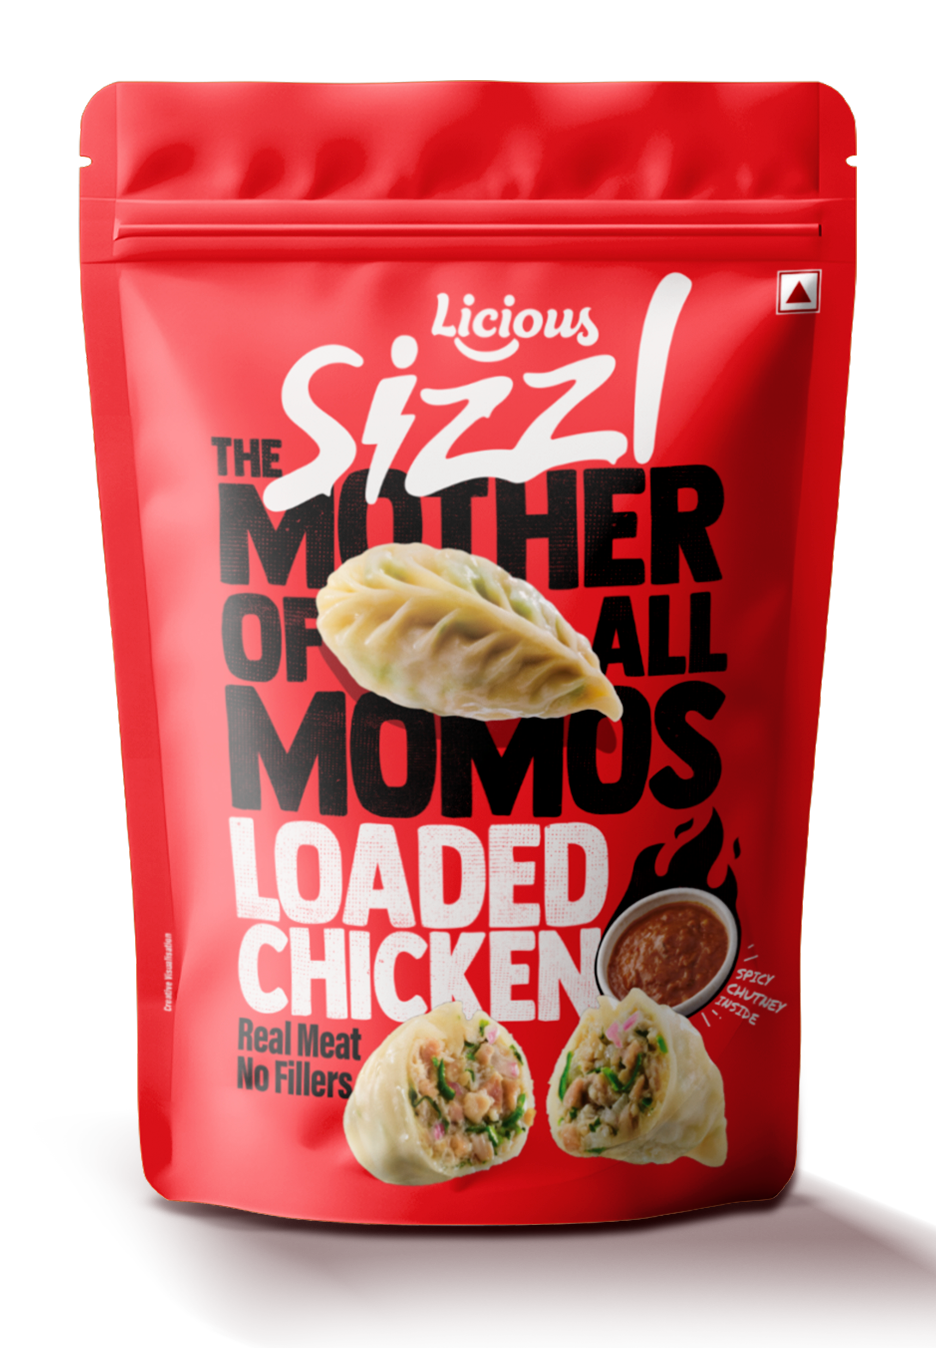 Licious
Sizzl
THE
MOTHER
OF ALL
MOMOS
LOADED
CHICKEN
Real Meat
No Fillers
SPICY
CHUTNEY
INSIDE
Creative Visualisation